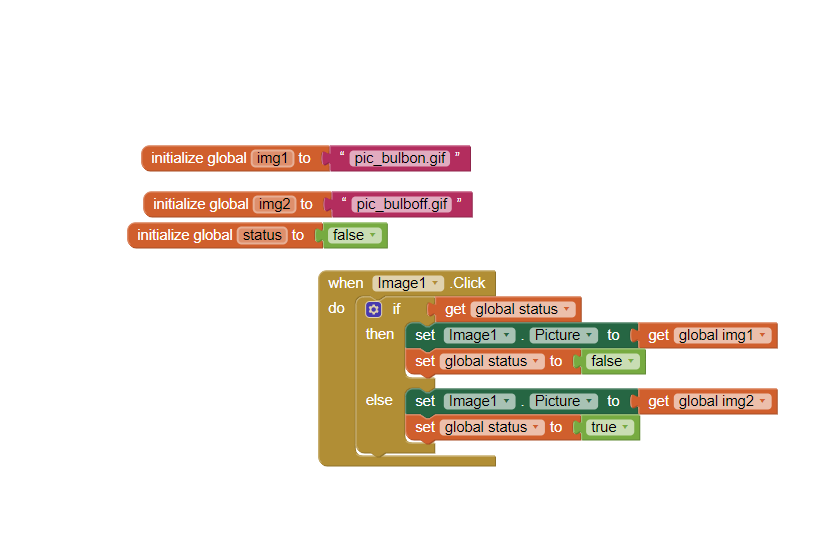 initialize global img1 to “ pic_bulbon.gif ”
initialize global img2 to “ pic_bulboff.gif ”
initialize global status to false
when Image1 .Click
do if get global status
then set Image1 . Picture to get global img1
set global status to false
else set Image1 . Picture to get global img2
set global status to true